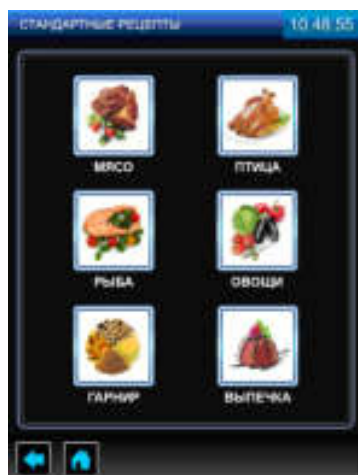 СТАНДАРТНЫЕ РЕЦЕПТЫ 10:48:55
МЯСО ПТИЦА
РЫБА ОВОЩИ
ГАРНИР ВЫПЕЧКА